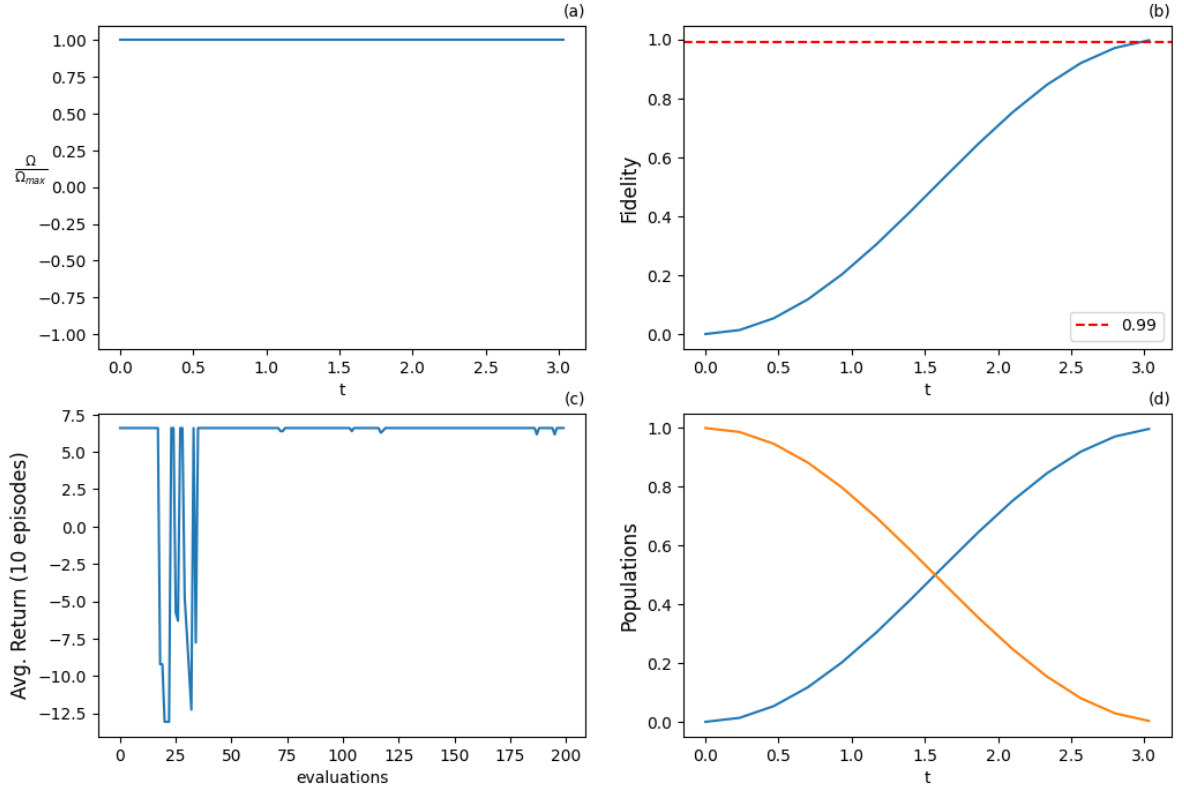 (a)
1.00
0.75
0.50
0.25
0.00
−0.25
−0.50
−0.75
−1.00
Ω
Ωmax
0.0 0.5 1.0 1.5 2.0 2.5 3.0
t
(b)
1.0
0.8
0.6
0.4
0.2
0.0
Fidelity
0.99
0.0 0.5 1.0 1.5 2.0 2.5 3.0
t
(c)
7.5
5.0
2.5
0.0
−2.5
−5.0
−7.5
−10.0
−12.5
Avg. Return (10 episodes)
0 25 50 75 100 125 150 175 200
evaluations
(d)
1.0
0.8
0.6
0.4
0.2
0.0
Populations
0.0 0.5 1.0 1.5 2.0 2.5 3.0
t